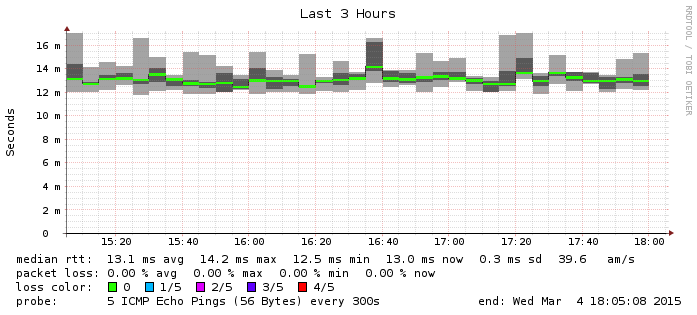 Last 3 Hours
RRDTOOL / TOBI OETIKER
Seconds
16 m
14 m
12 m
10 m
8 m
6 m
4 m
2 m
0
15:20 15:40 16:00 16:20 16:40 17:00 17:20 17:40 18:00
median rtt: 13.1 ms avg 14.2 ms max 12.5 ms min 13.0 ms now 0.3 ms sd 39.6 am/s
packet loss: 0.00 % avg 0.00 % max 0.00 % min 0.00 % now
loss color: 0 1/5 2/5 3/5 4/5
probe: 5 ICMP Echo Pings (56 Bytes) every 300s end: Wed Mar 4 18:05:08 2015